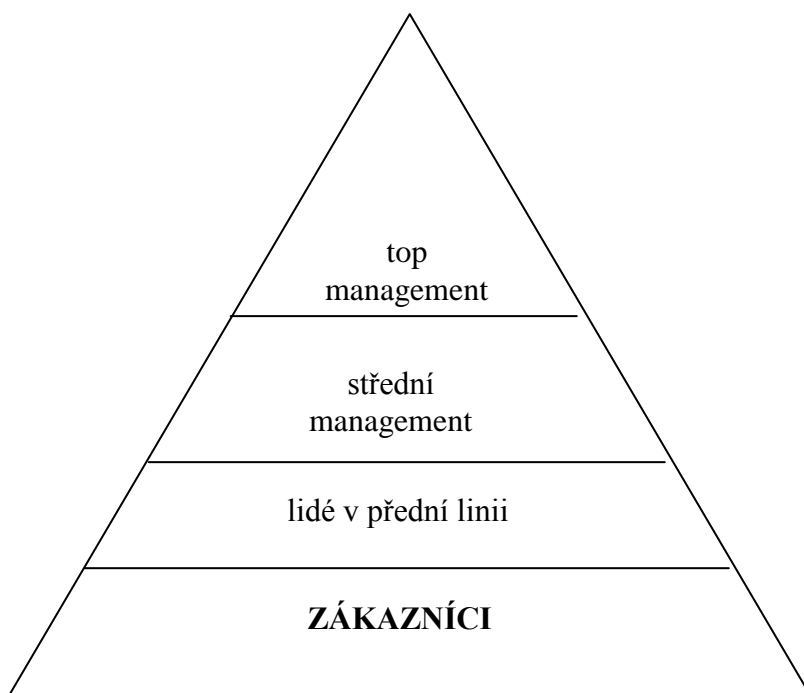 top
management
střední
management
lidé v přední linii
ZÁKAZNÍCI